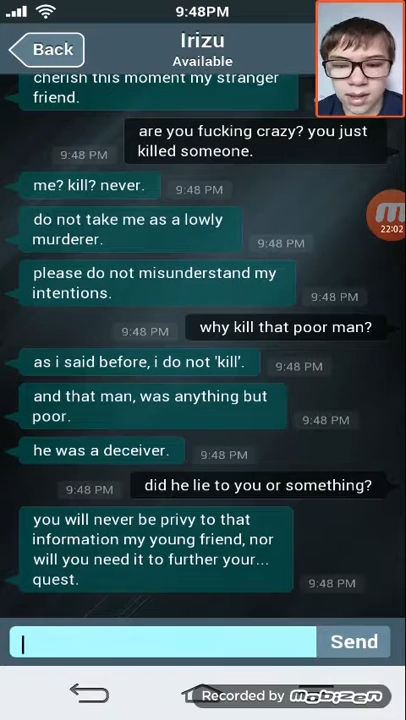 9:48PM
Back
Irizu
Available
cherish this moment my stranger
friend.
are you fucking crazy? you just
killed someone.
9:48 PM
me? kill? never.
9:48 PM
do not take me as a lowly
murderer.
9:48 PM
22:02
please do not misunderstand my
intentions.
9:48 PM
why kill that poor man?
9:48 PM
as i said before, i do not 'kill'.
9:48 PM
and that man, was anything but
poor.
9:48 PM
he was a deceiver.
9:48 PM
did he lie to you or something?
9:48 PM
you will never be privy to that
information my young friend, nor
will you need it to further your...
quest.
9:48 PM
Send
Recorded by mobizen